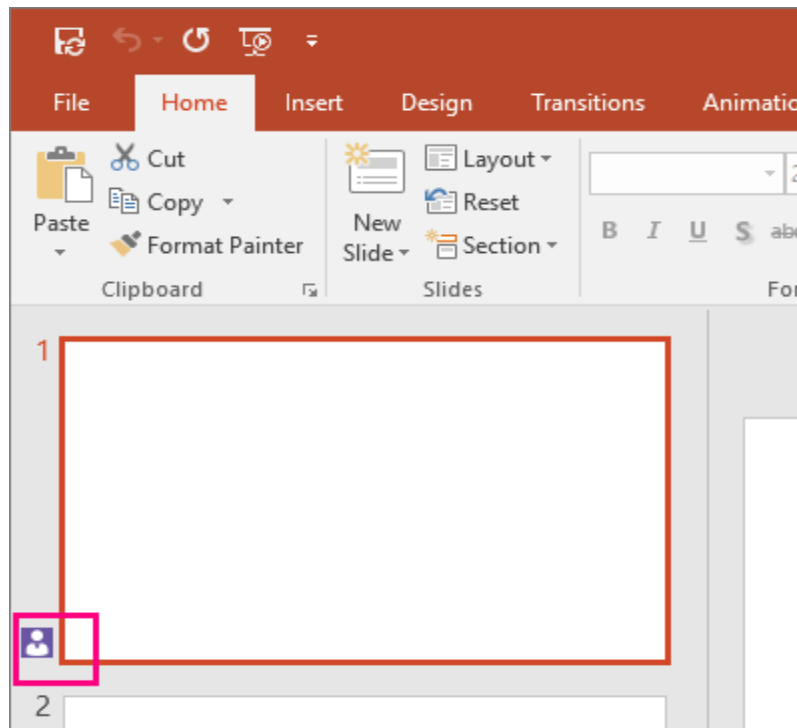 File Home Insert Design Transitions
Cut
Copy
Paste
Format Painter
Clipboard
New
Slide
Layout
Reset
Section
Slides
B I U S
1
2